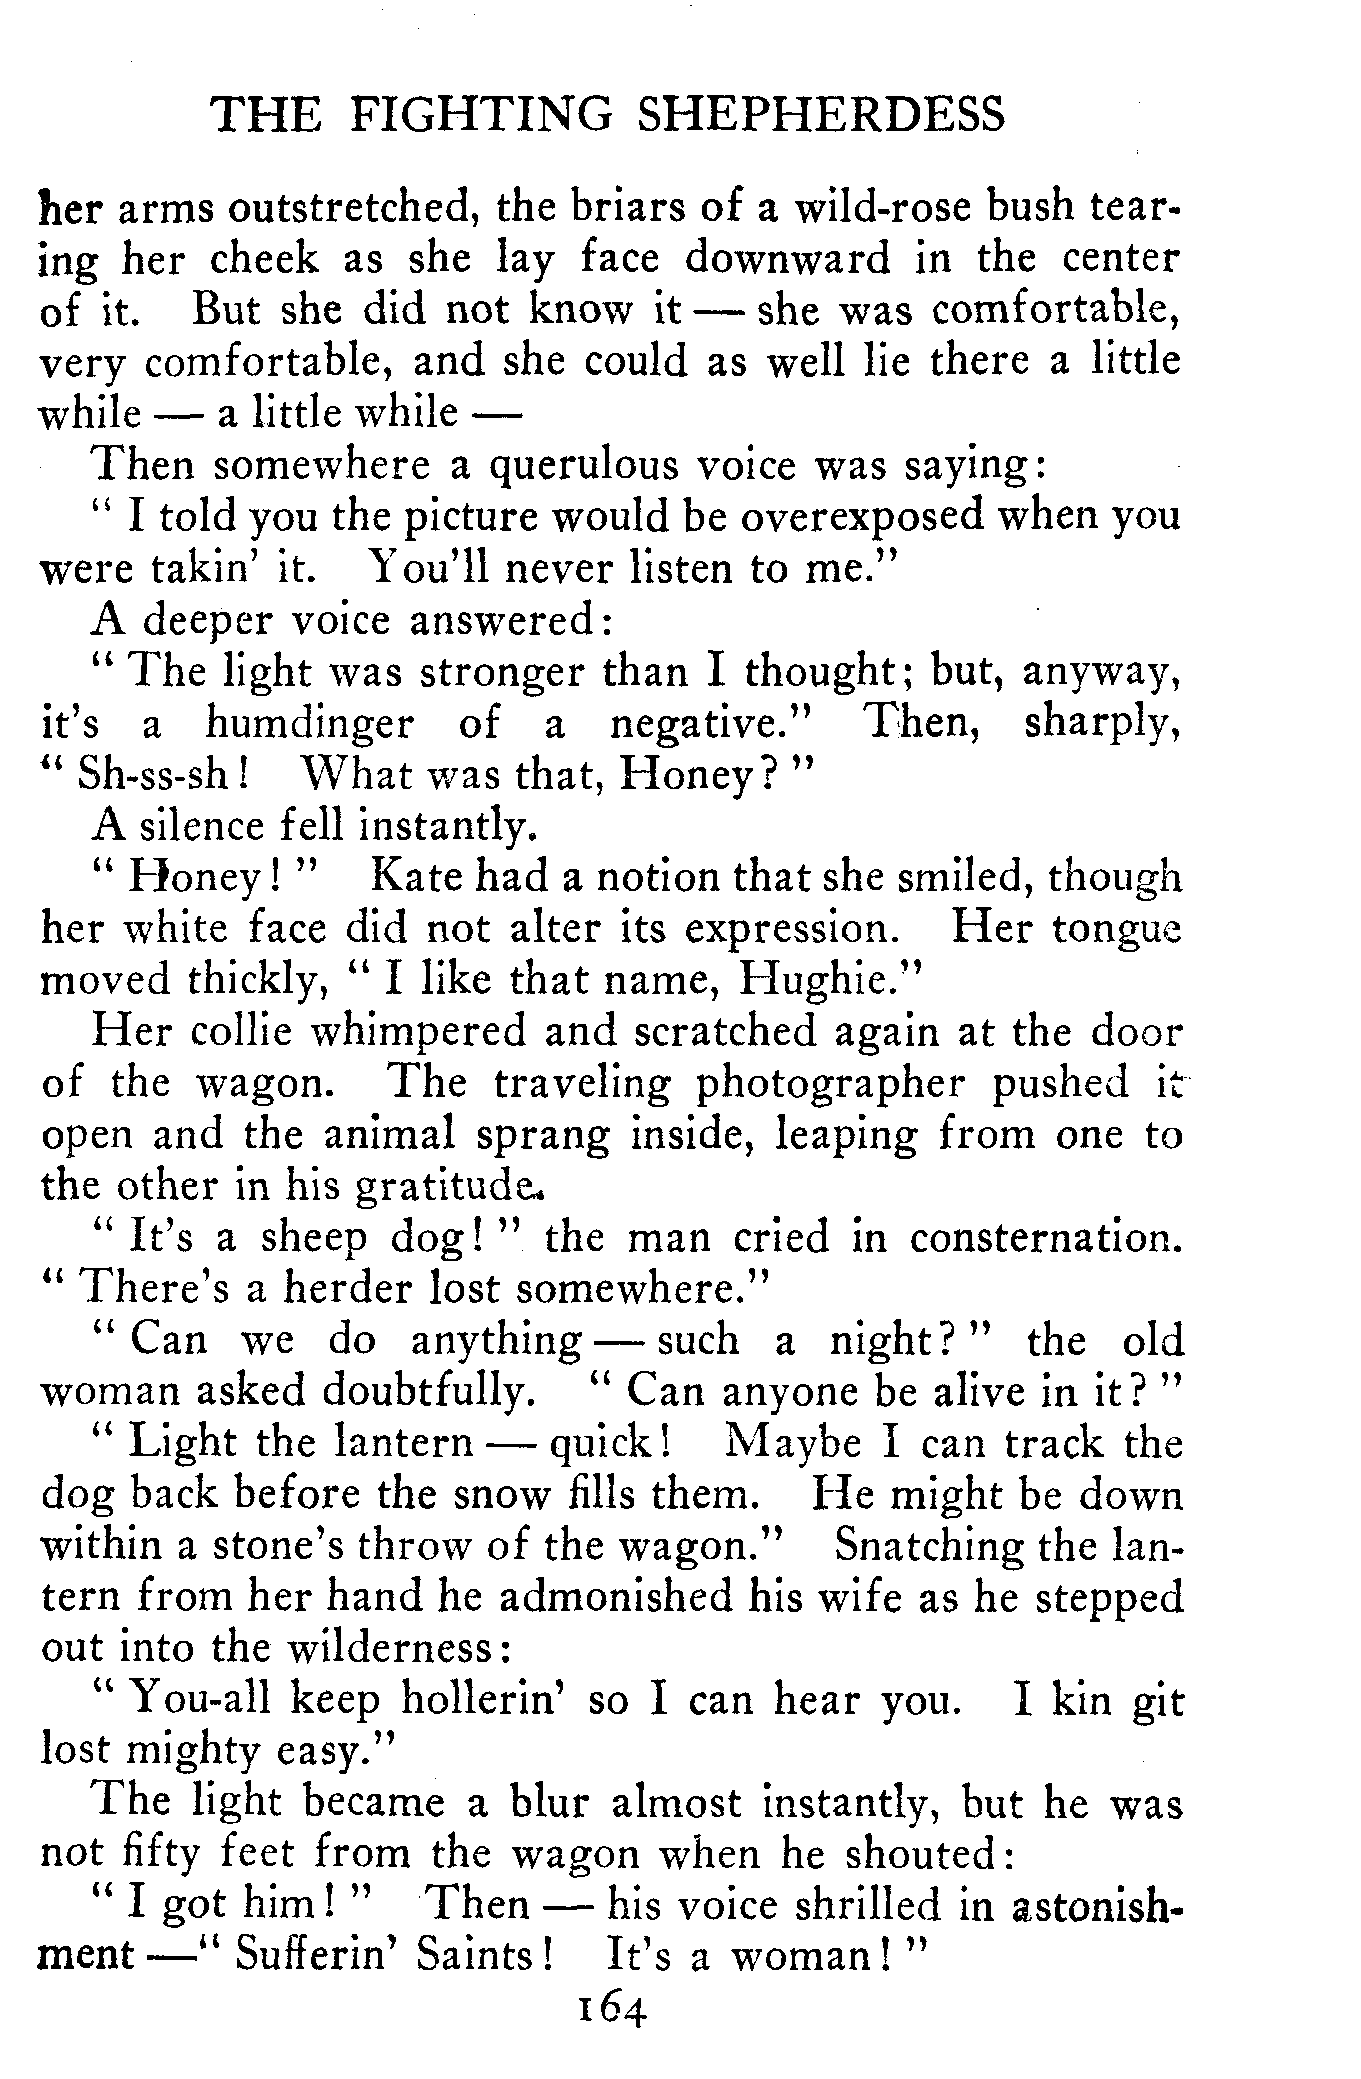 THE FIGHTING SHEPHERDESS
her arms outstretched, the briars of a wild-rose bush tear-
ing her cheek as she lay face downward in the center
of it. But she did not know it — she was comfortable,
very comfortable, and she could as well lie there a little
while — a little while —
Then somewhere a querulous voice was saying:
" I told you the picture would be overexposed when you
were takin' it. You'll never listen to me."
A deeper voice answered:
" The light was stronger than I thought; but, anyway,
it's a humdinger of a negative." Then, sharply,
" Sh-ss-sh! What was that, Honey? "
A silence fell instantly.
" Honey! " Kate had a notion that she smiled, though
her white face did not alter its expression. Her tongue
moved thickly, " I like that name, Hughie."
Her collie whimpered and scratched again at the door
of the wagon. The traveling photographer pushed it
open and the animal sprang inside, leaping from one to
the other in his gratitude.
" It's a sheep dog! " the man cried in consternation.
" There's a herder lost somewhere."
" Can we do anything — such a night? " the old
woman asked doubtfully. " Can anyone be alive in it? "
" Light the lantern — quick! Maybe I can track the
dog back before the snow fills them. He might be down
within a stone's throw of the wagon." Snatching the lan-
tern from her hand he admonished his wife as he stepped
out into the wilderness:
" You-all keep hollerin' so I can hear you. I kin git
lost mighty easy."
The light became a blur almost instantly, but he was
not fifty feet from the wagon when he shouted:
" I got him! " Then — his voice shrilled in astonish-
ment —" Sufferin' Saints! It's a woman! "
164